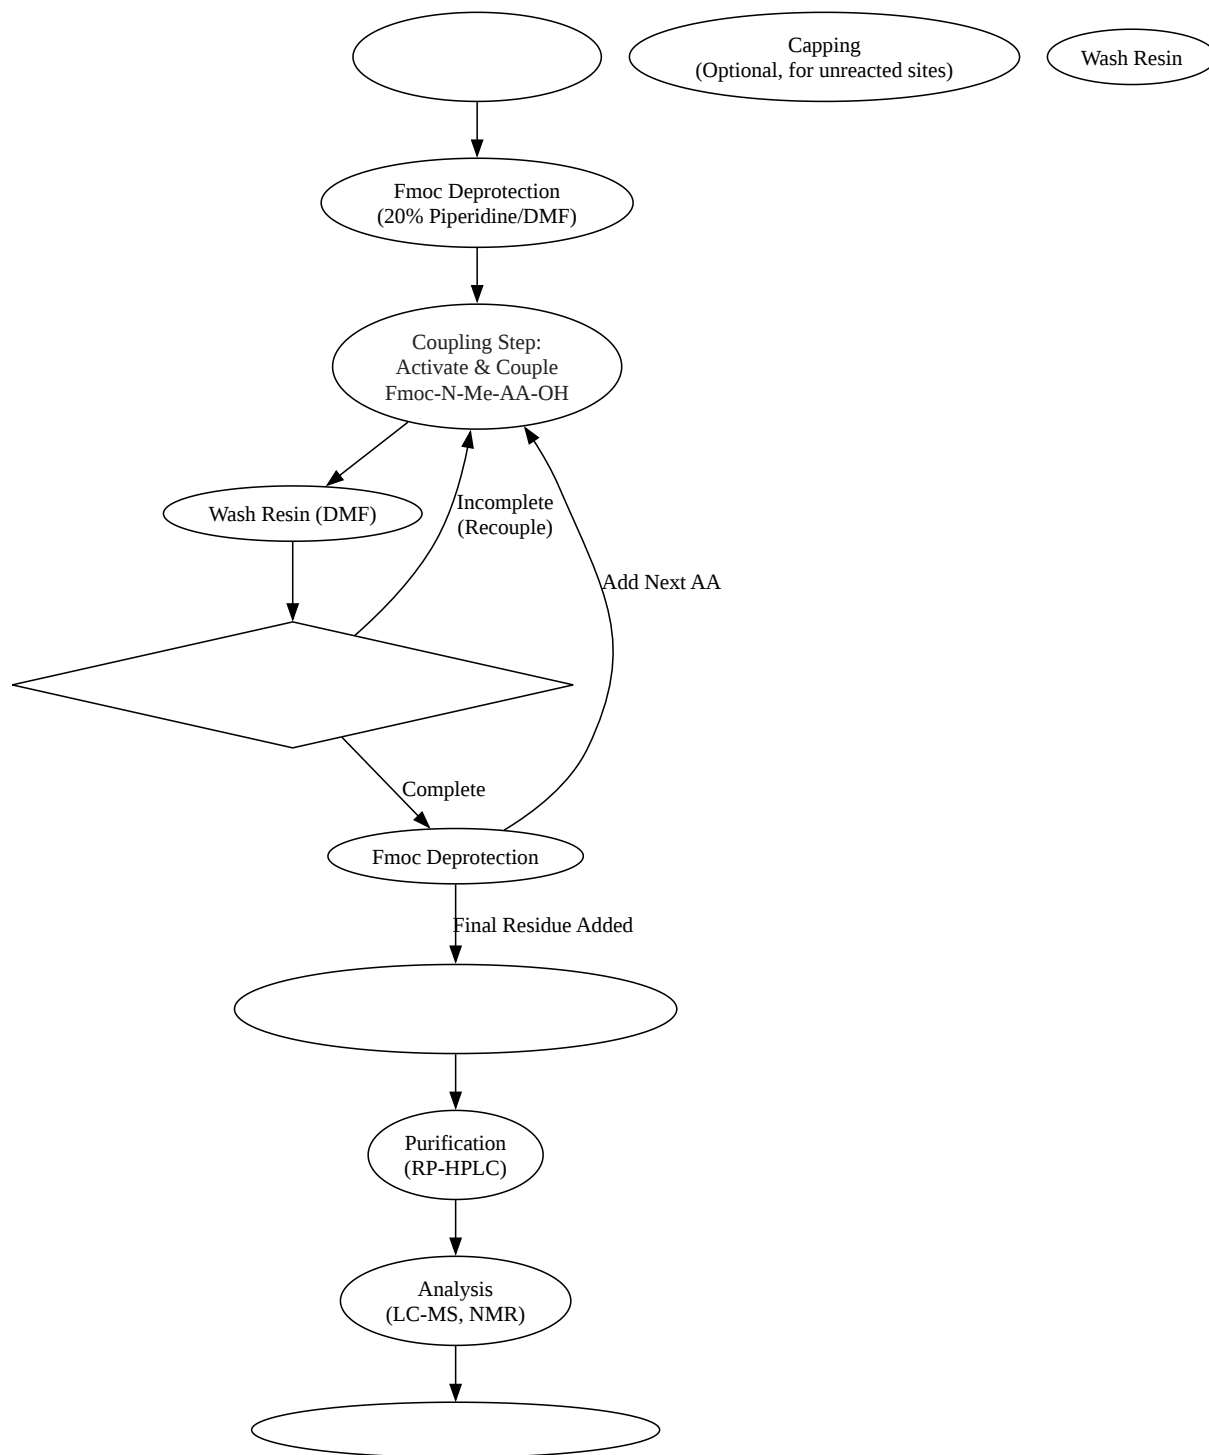 Capping
(Optional, for unreacted sites)
Wash Resin
Fmoc Deprotection
(20% Piperidine/DMF)
Coupling Step:
Activate & Couple
Fmoc-N-Me-AA-OH
Wash Resin (DMF)
Incomplete
(Recouple)
Add Next AA
Complete
Fmoc Deprotection
Final Residue Added
Purification
(RP-HPLC)
Analysis
(LC-MS, NMR)